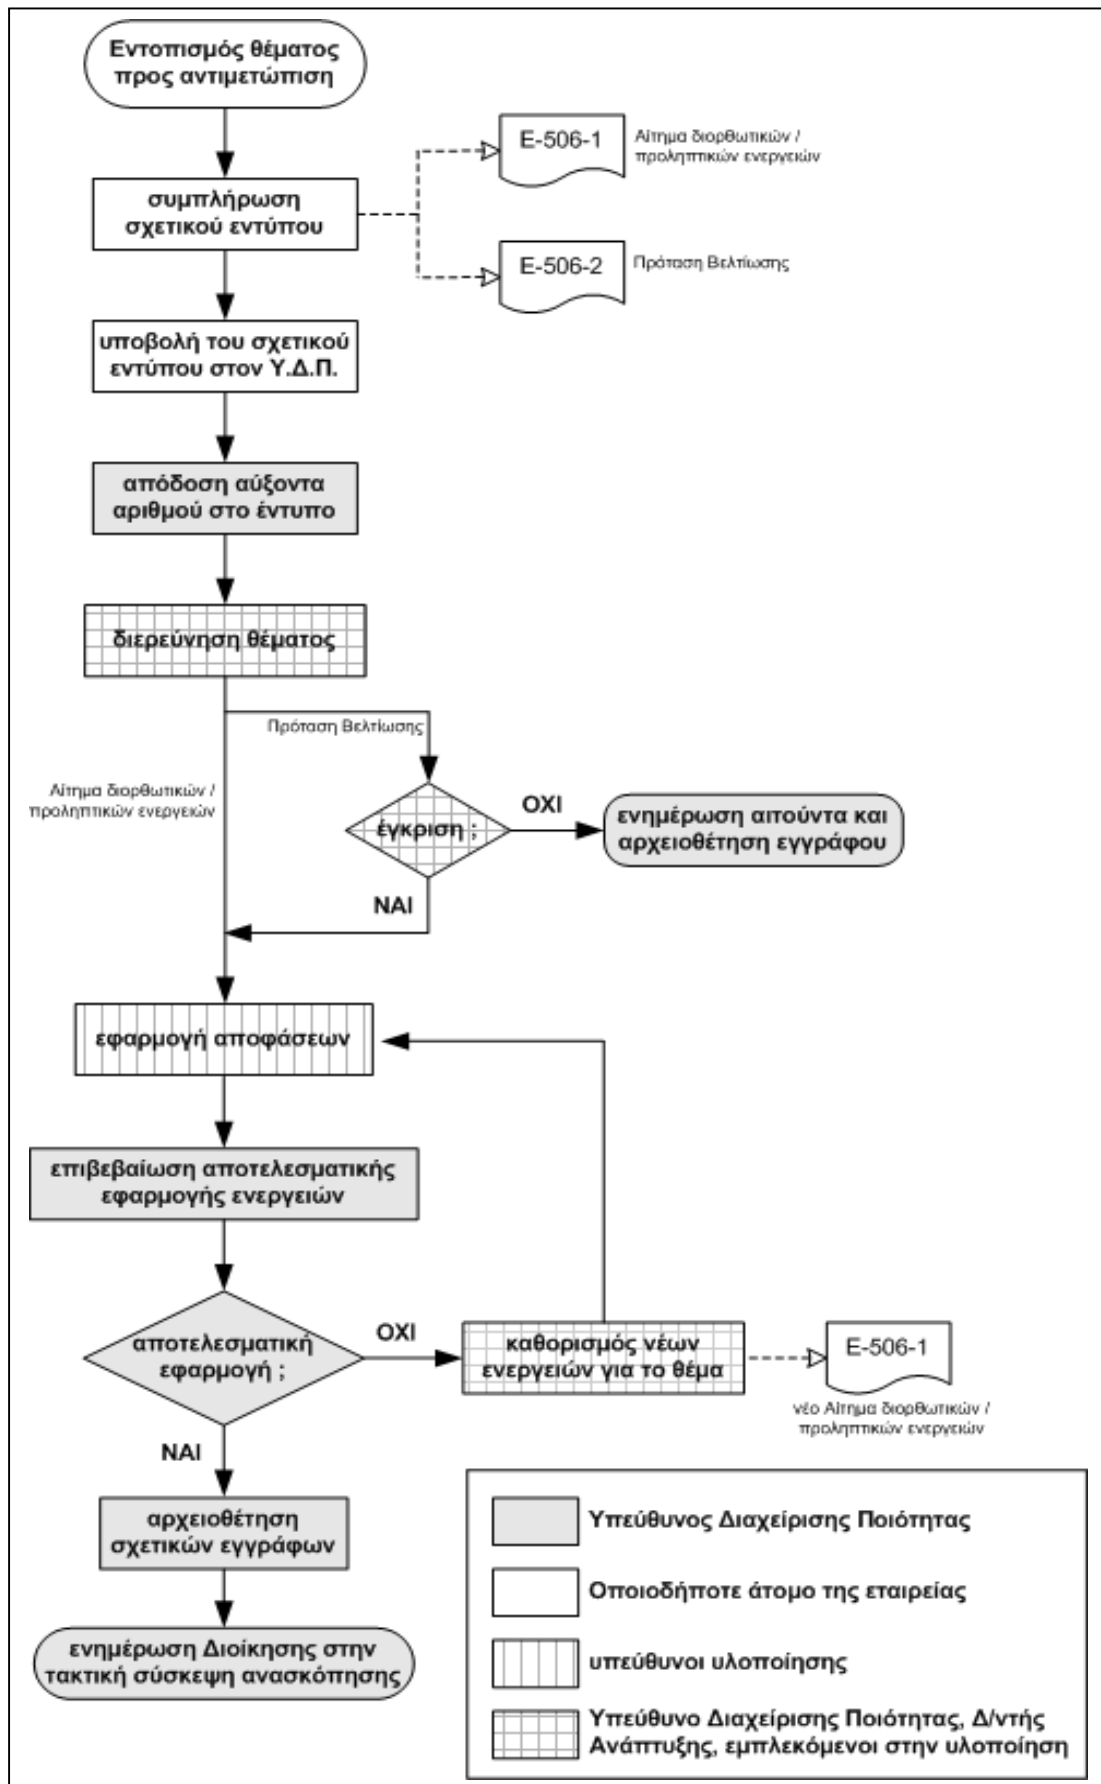 Εντοπισμός θέματος
προς αντιμετώπιση
συμπλήρωση
σχετικού εντύπου
Ε-506-1
Αίτημα διορθωτικών /
προληπτικών ενεργειών
Ε-506-2
Πρόταση Βελτίωσης
υποβολή του σχετικού
εντύπου στον Υ.Δ.Π.
απόδοση αύξοντα
αριθμού στο έντυπο
διερεύνηση θέματος
Πρόταση Βελτίωσης
Αίτημα διορθωτικών /
προληπτικών ενεργειών
έγκριση ;
ΟΧΙ
ενημέρωση αιτούντα και
αρχειοθέτηση εγγράφου
ΝΑΙ
εφαρμογή αποφάσεων
επιβεβαίωση αποτελεσματικής
εφαρμογής ενεργειών
αποτελεσματική
εφαρμογή ;
ΟΧΙ
καθορισμός νέων
ενεργειών για το θέμα
Ε-506-1
νέο Αίτημα διορθωτικών /
προληπτικών ενεργειών
ΝΑΙ
αρχειοθέτηση
σχετικών εγγράφων
ενημέρωση Διοίκησης στην
τακτική σύσκεψη ανασκόπησης
Υπεύθυνος Διαχείρισης Ποιότητας
Οποιοδήποτε άτομο της εταιρείας
υπεύθυνοι υλοποίησης
Υπεύθυνο Διαχείρισης Ποιότητας, Δ/ντής
Ανάπτυξης, εμπλεκόμενοι στην υλοποίηση